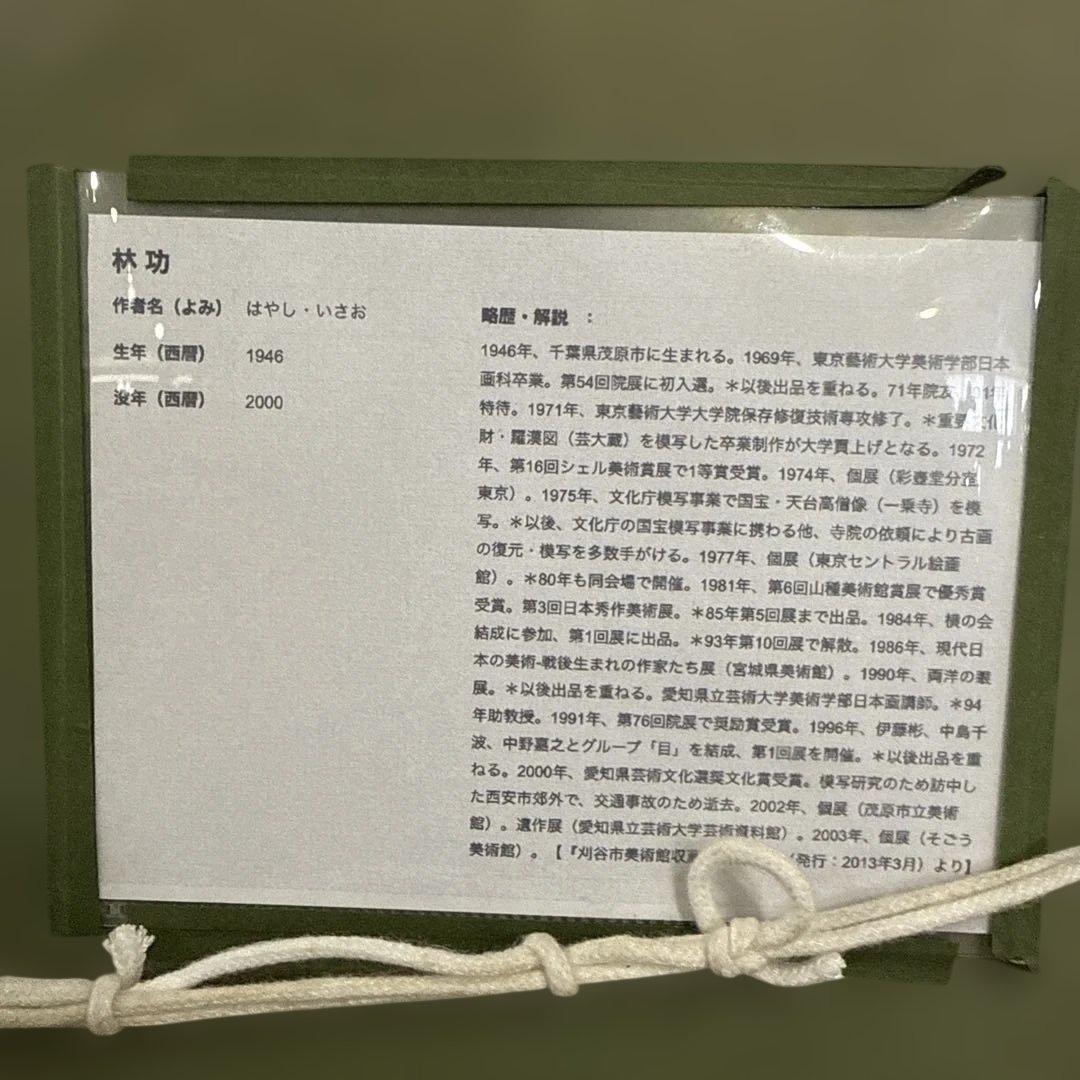 林 功
作者名（よみ） はやし・いさお
生年（西暦） 1946
没年（西暦） 2000
略歴・解説 ：
1946年、千葉県茂原市に生まれる。1969年、東京藝術大学美術学部日本
画科卒業。第54回院展に初入選。＊以後出品を重ねる。71年院友
特待。1971年、東京藝術大学大学院保存修復技術専攻修了。＊重要文化
財・羅漢図（芸大蔵）を模写した卒業制作が大学買上げとなる。1972
年、第16回シェル美術賞展で1等賞受賞。1974年、個展（彩壺堂分室
東京）。1975年、文化庁模写事業で国宝・天台高僧像（一乗寺）を模
写。＊以後、文化庁の国宝模写事業に携わる他、寺院の依頼により古画
の復元・模写を多数手がける。1977年、個展（東京セントラル絵画
館）。＊80年も同会場で開催。1981年、第6回山種美術館賞展で優秀賞
受賞。第3回日本秀作美術展。＊85年第5回展まで出品。1984年、横の会
結成に参加、第1回展に出品。＊93年第10回展で解散。1986年、現代日
本の美術-戦後生まれの作家たち展（宮城県美術館）。1990年、両洋の眼
展。＊以後出品を重ねる。愛知県立芸術大学美術学部日本画講師。＊94
年助教授。1991年、第76回院展で奨励賞受賞。1996年、伊藤彬、中島千
波、中野嘉之とグループ「目」を結成、第1回展を開催。＊以後出品を重
ねる。2000年、愛知県芸術文化選奨文化賞受賞。模写研究のため訪中し
た西安市郊外で、交通事故のため逝去。2002年、個展（茂原市立美術
館）。遺作展（愛知県立芸術大学芸術資料館）。2003年、個展（そごう
美術館）。【『刈谷市美術館収蔵（発行：2013年3月）より】